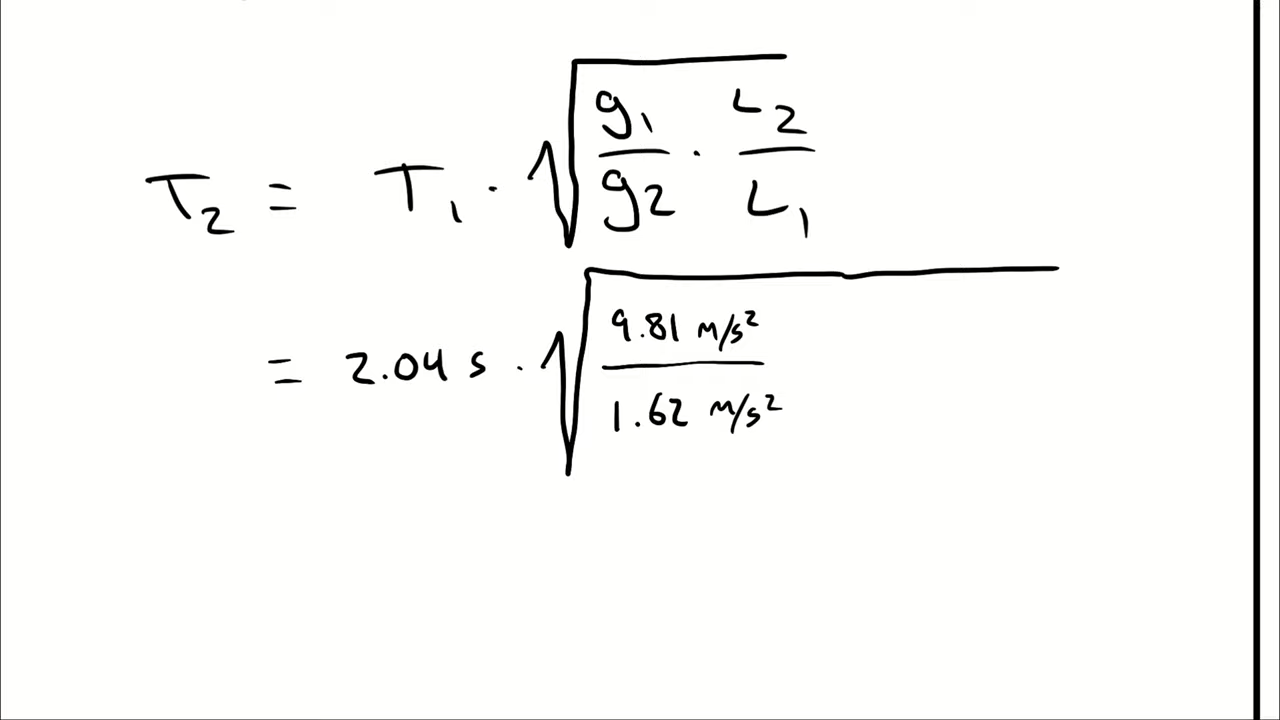 T₂ = T₁ · √(g₁/g₂ · L₂/L₁)
= 2.04 s · √(9.81 m/s² / 1.62 m/s²)